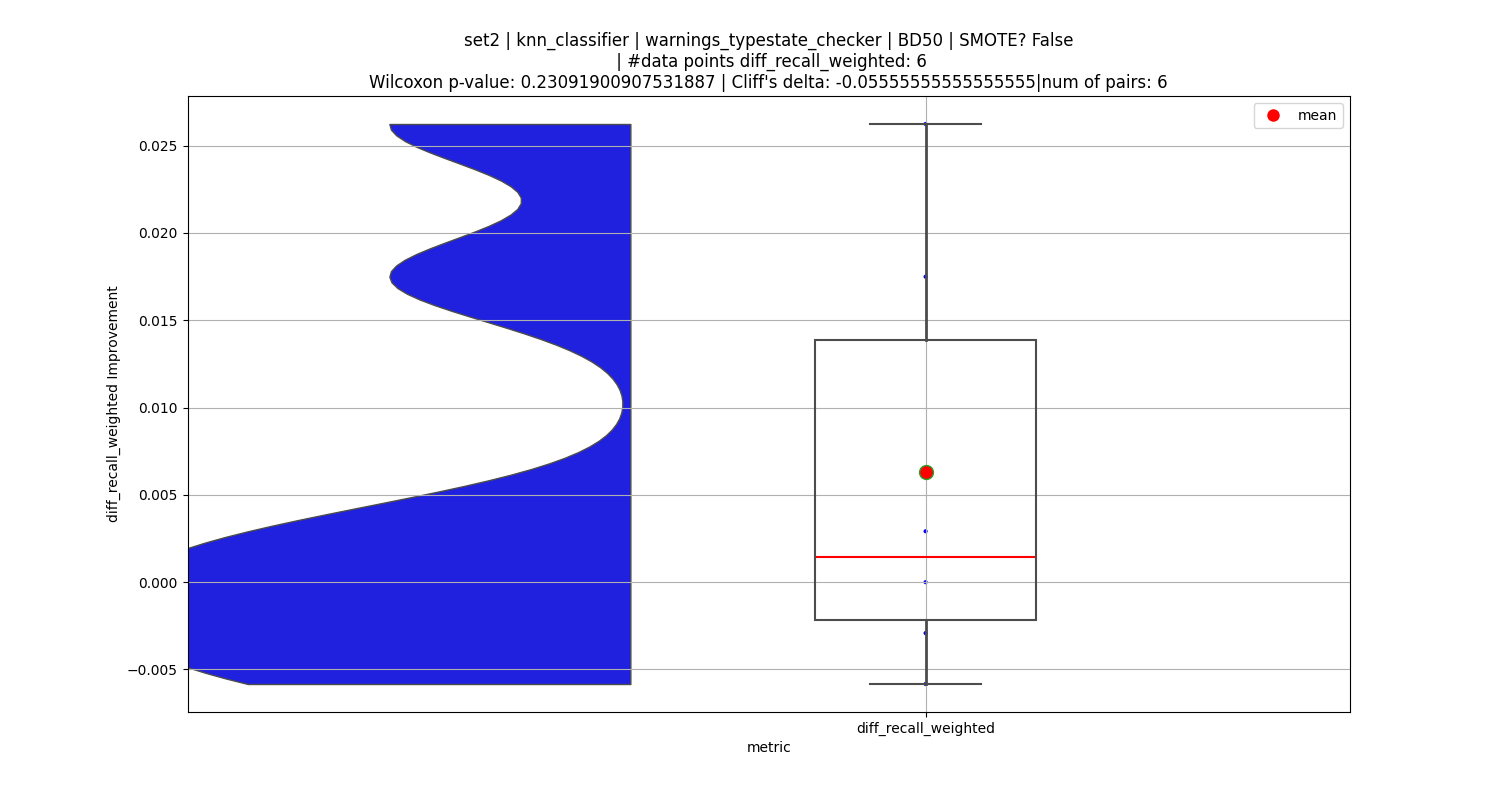 set2 | knn_classifier | warnings_typestate_checker | BD50 | SMOTE? False
| #data points diff_recall_weighted: 6
Wilcoxon p-value: 0.23091900907531887 | Cliff's delta: -0.05555555555555555|num of pairs: 6
mean
0.025
0.020
0.015
0.010
0.005
0.000
−0.005
diff_recall_weighted Improvement
diff_recall_weighted
metric